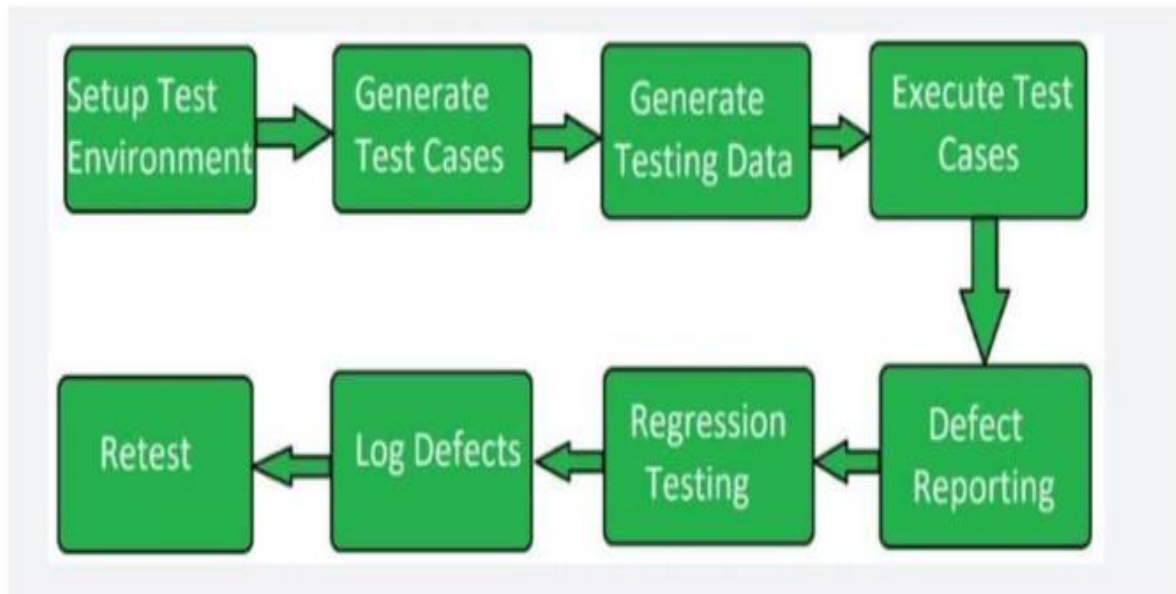 Setup Test
Environment
Generate
Test Cases
Generate
Testing Data
Execute Test
Cases
Defect
Reporting
Regression
Testing
Log Defects
Retest